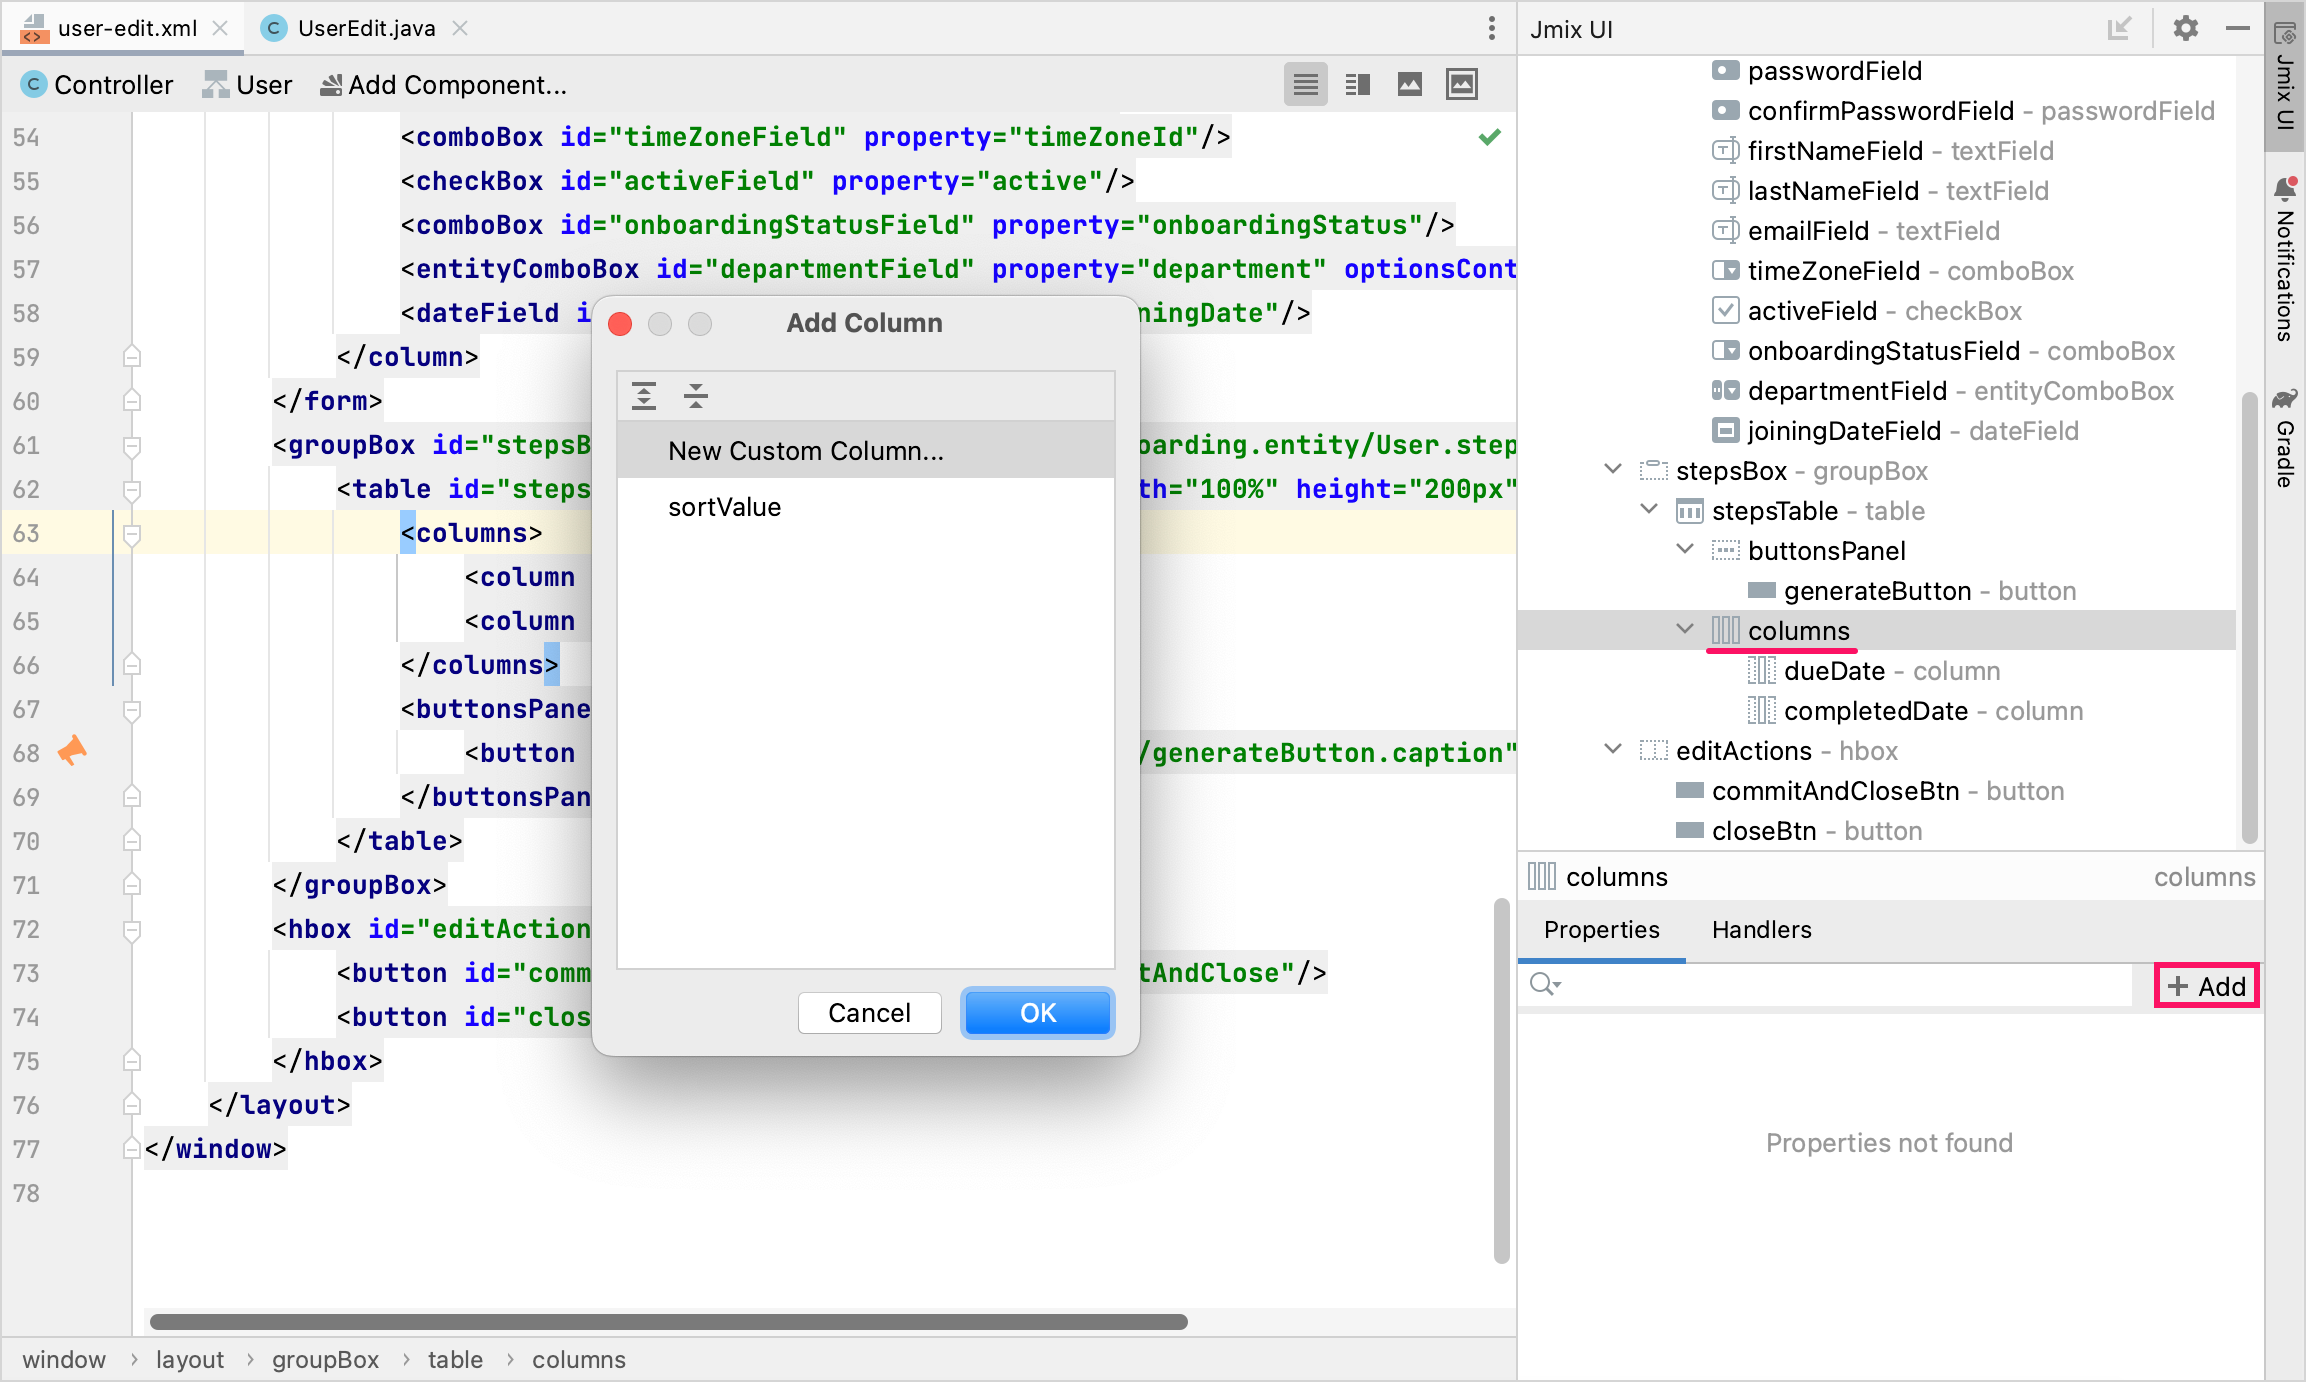 user-edit.xml
UserEdit.java
Controller
User
Add Component...
54 <comboBox id="timeZoneField" property="timeZoneId"/>
55 <checkBox id="activeField" property="active"/>
56 <comboBox id="onboardingStatusField" property="onboardingStatus"/>
57 <entityComboBox id="departmentField" property="department" optionsCont
58 <dateField i ningDate"/>
59 </column>
60 </form>
61 <groupBox id="stepsB oarding.entity/User.step
62 <table id="steps th="100%" height="200px"
63 <columns>
64 <column
65 <column
66 </columns>
67 <buttonsPane
68 <button /generateButton.caption"
69 </buttonsPan
70 </table>
71 </groupBox>
72 <hbox id="editAction
73 <button id="comm tAndClose"/>
74 <button id="clos
75 </hbox>
76 </layout>
77 </window>
78
window › layout › groupBox › table › columns
Add Column
New Custom Column...
sortValue
Cancel
OK
Jmix UI
passwordField
confirmPasswordField - passwordField
firstNameField - textField
lastNameField - textField
emailField - textField
timeZoneField - comboBox
activeField - checkBox
onboardingStatusField - comboBox
departmentField - entityComboBox
joiningDateField - dateField
stepsBox - groupBox
stepsTable - table
buttonsPanel
generateButton - button
columns
dueDate - column
completedDate - column
editActions - hbox
commitAndCloseBtn - button
closeBtn - button
columns columns
Properties
Handlers
Add
Properties not found
Jmix UI
Notifications
Gradle